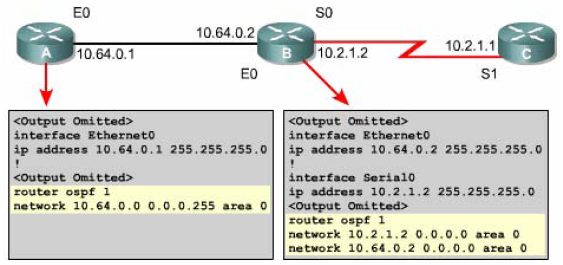 E0
S0
10.64.0.2
10.64.0.1
10.2.1.2
10.2.1.1
A
B
C
E0
S1
<Output Omitted>
interface Ethernet0
ip address 10.64.0.1 255.255.255.0
!
<Output Omitted>
router ospf 1
network 10.64.0.0 0.0.0.255 area 0
<Output Omitted>
interface Ethernet0
ip address 10.64.0.2 255.255.255.0
!
interface Serial0
ip address 10.2.1.2 255.255.255.0
<Output Omitted>
router ospf 1
network 10.2.1.2 0.0.0.0 area 0
network 10.64.0.2 0.0.0.0 area 0